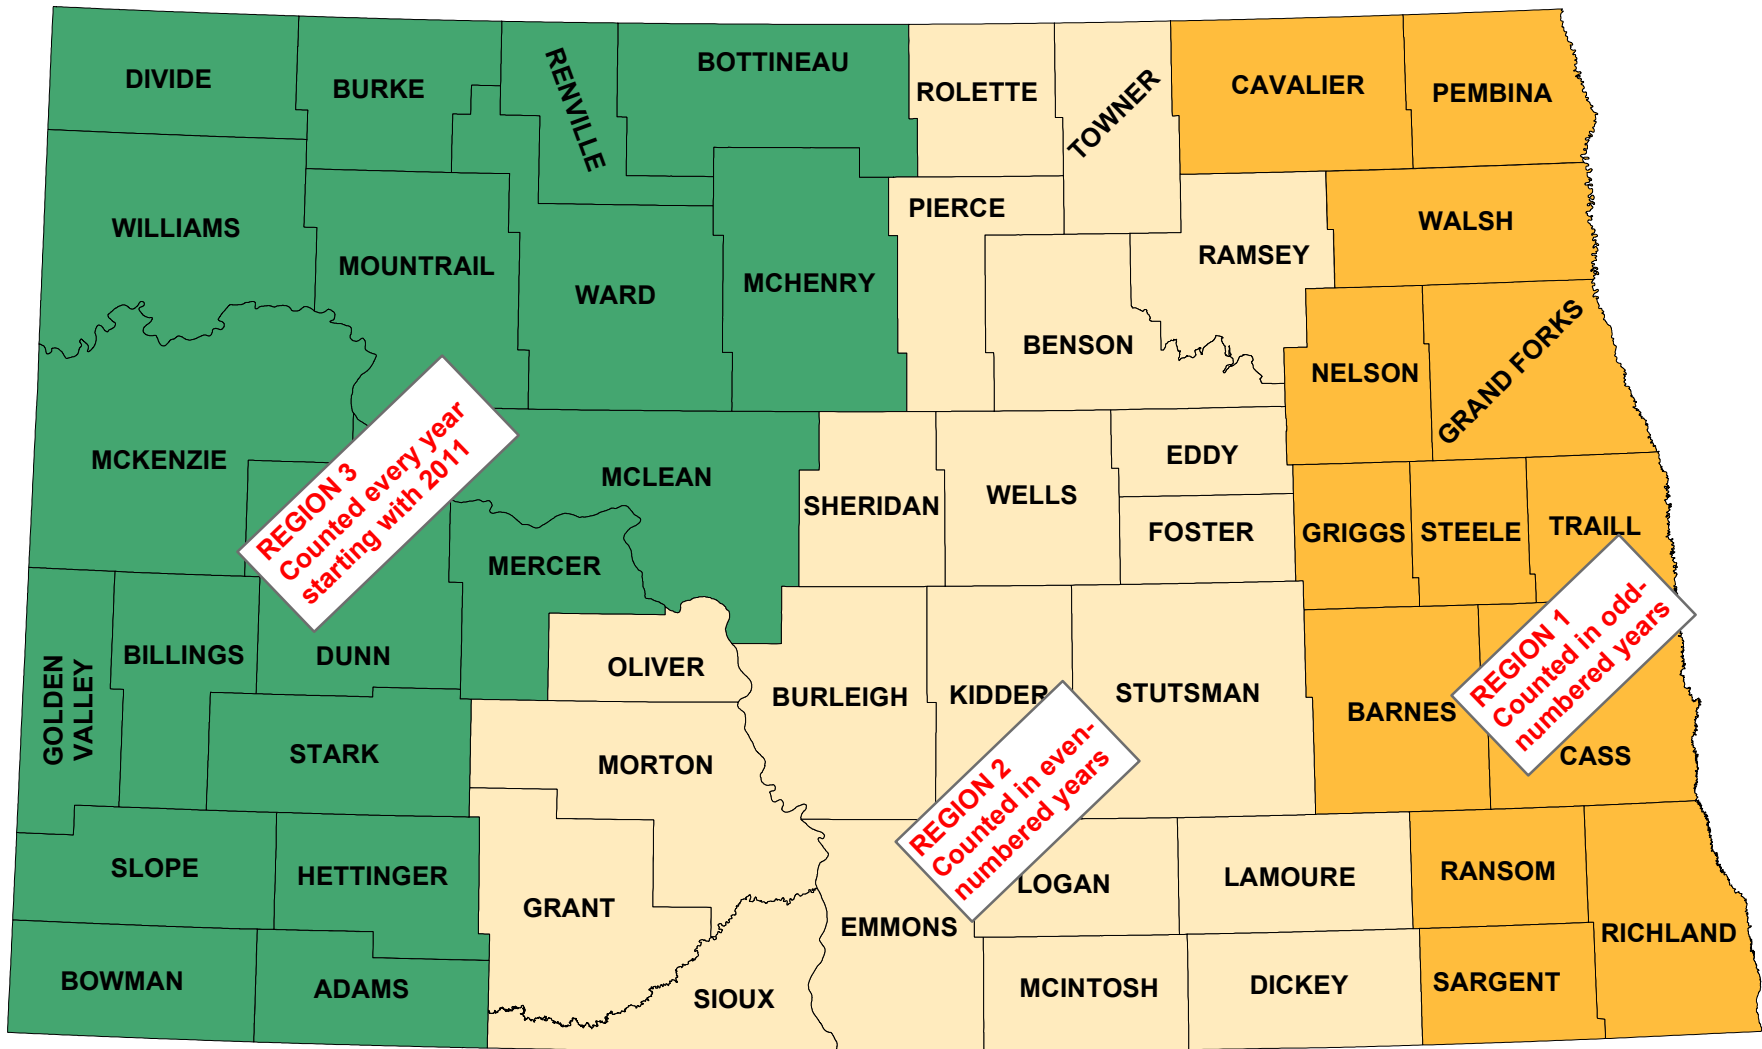 DIVIDE
BURKE
RENVILLE
BOTTINEAU
ROLETTE
TOWNER
CAVALIER
PEMBINA
WILLIAMS
MOUNTRAIL
WARD
MCHENRY
PIERCE
RAMSEY
WALSH
BENSON
NELSON
GRAND FORKS
MCKENZIE
REGION 3
Counted every year
starting with 2011
MCLEAN
SHERIDAN
WELLS
EDDY
FOSTER
GRIGGS
STEELE
TRAILL
MERCER
GOLDEN
VALLEY
BILLINGS
DUNN
OLIVER
BURLEIGH
KIDDER
STUTSMAN
BARNES
REGION 1
Counted in odd-
numbered years
CASS
STARK
MORTON
REGION 2
Counted in even-
numbered years
SLOPE
HETTINGER
GRANT
EMMONS
LOGAN
LAMOURE
RANSOM
RICHLAND
BOWMAN
ADAMS
SIOUX
MCINTOSH
DICKEY
SARGENT